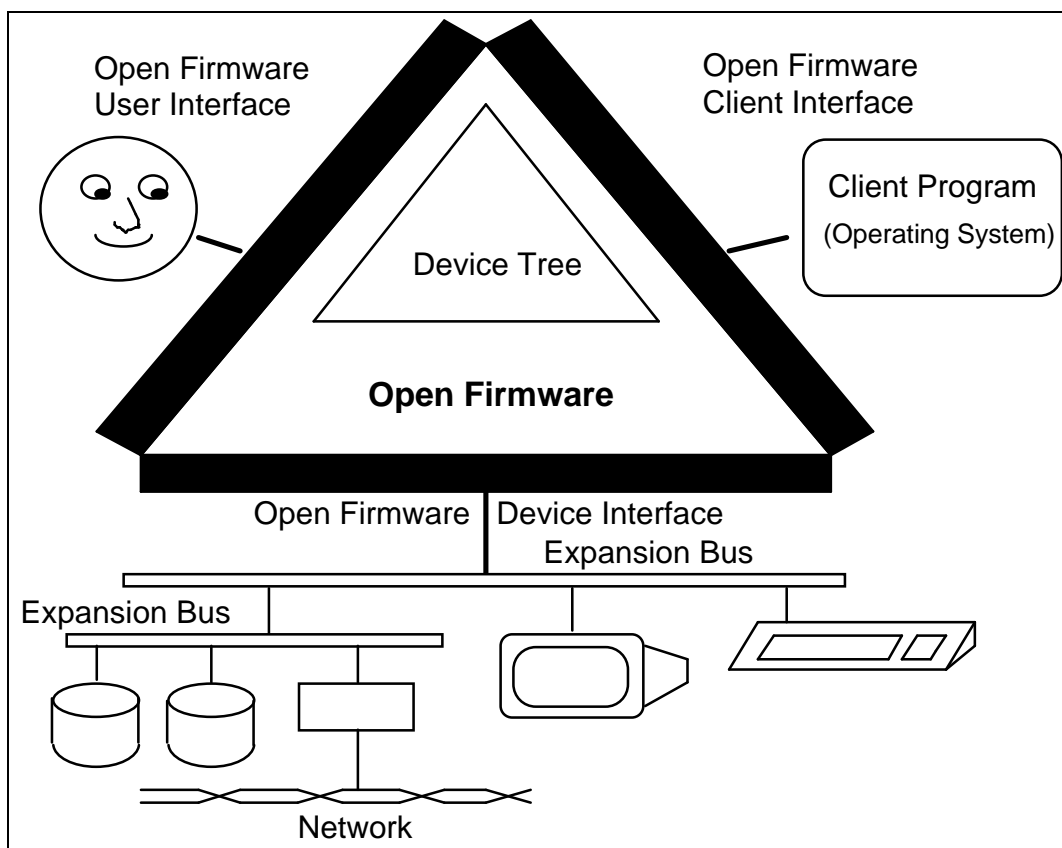 Open Firmware
User Interface
Open Firmware
Client Interface
Client Program
(Operating System)
Device Tree
Open Firmware
Open Firmware
Device Interface
Expansion Bus
Expansion Bus
Network